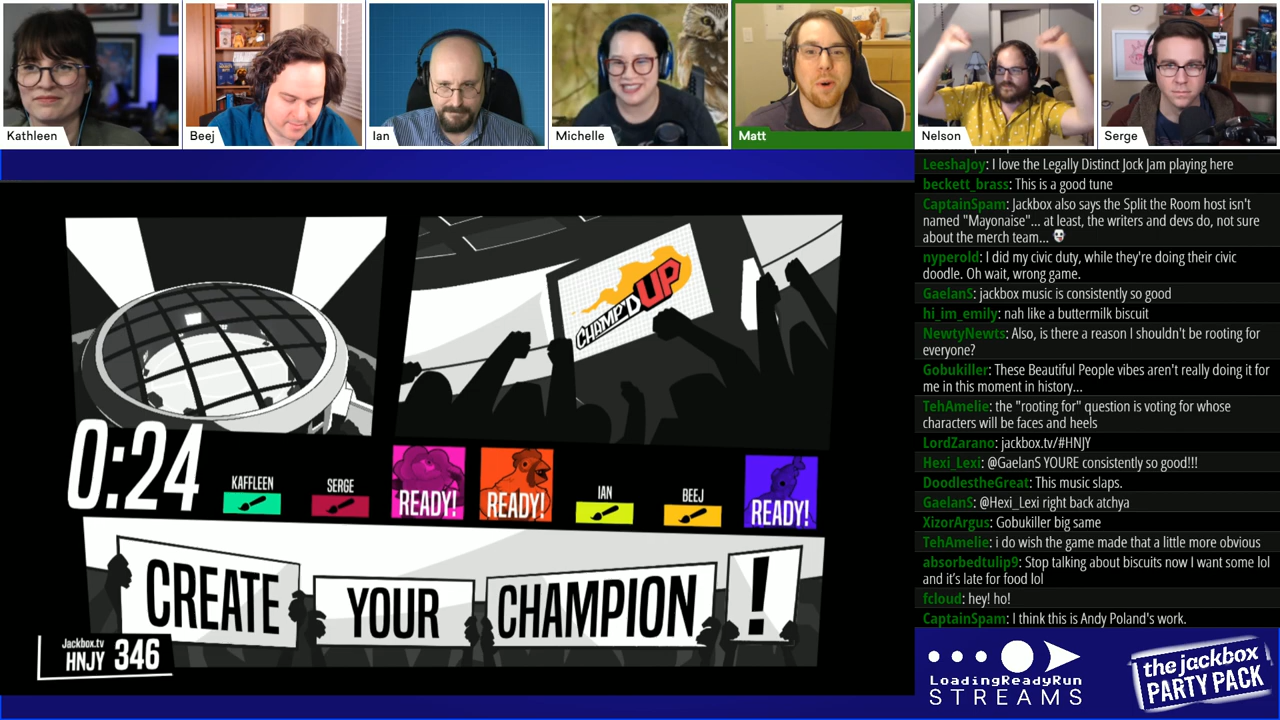 Kathleen
Beej
Ian
Michelle
Matt
Nelson
Serge
CHAMP'D UP
0:24
KAFFLEEN
SERGE
READY!
READY!
IAN
BEEJ
READY!
CREATE
YOUR
CHAMPION
!
Jackbox.tv
HNJY 346
LeeshaJoy: I love the Legally Distinct Jock Jam playing here
beckett_brass: This is a good tune
CaptainSpam: Jackbox also says the Split the Room host isn't
named "Mayonaise"... at least, the writers and devs do, not sure
about the merch team...
nyperold: I did my civic duty, while they're doing their civic
doodle. Oh wait, wrong game.
GaelanS: jackbox music is consistently so good
hi_im_emily: nah like a buttermilk biscuit
NewtyNewts: Also, is there a reason I shouldn't be rooting for
everyone?
Gobukiller: These Beautiful People vibes aren't really doing it for
me in this moment in history...
TehAmelie: the "rooting for" question is voting for whose
characters will be faces and heels
LordZarano: jackbox.tv/#HNJY
Hexi_Lexi: @GaelanS YOURE consistently so good!!!
DoodlestheGreat: This music slaps.
GaelanS: @Hexi_Lexi right back atchya
XizorArgus: Gobukiller big same
TehAmelie: i do wish the game made that a little more obvious
absorbedtulip9: Stop talking about biscuits now I want some lol
and it's late for food lol
fcloud: hey! ho!
CaptainSpam: I think this is Andy Poland's work.
LoadingReadyRun
STREAMS
the jackbox
PARTY PACK